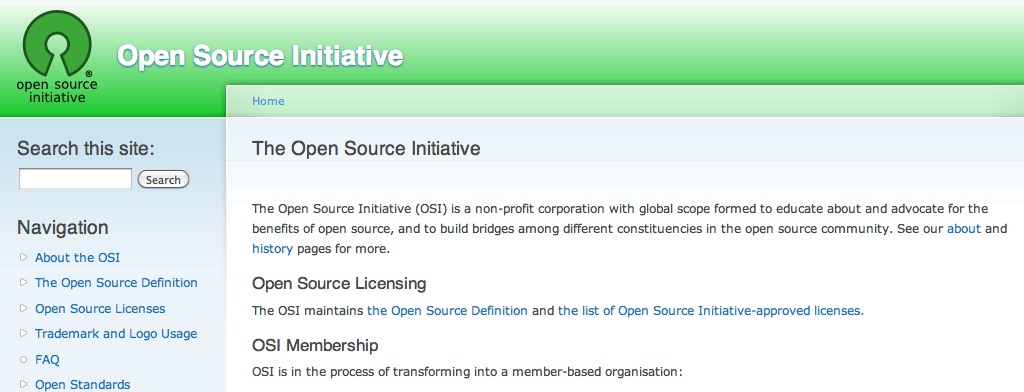 Open Source Initiative
®
open source
initiative
Home
Search this site:
Search
Navigation
About the OSI
The Open Source Definition
Open Source Licenses
Trademark and Logo Usage
FAQ
Open Standards
The Open Source Initiative
The Open Source Initiative (OSI) is a non-profit corporation with global scope formed to educate about and advocate for the
benefits of open source, and to build bridges among different constituencies in the open source community. See our about and
history pages for more.
Open Source Licensing
The OSI maintains the Open Source Definition and the list of Open Source Initiative-approved licenses.
OSI Membership
OSI is in the process of transforming into a member-based organisation: